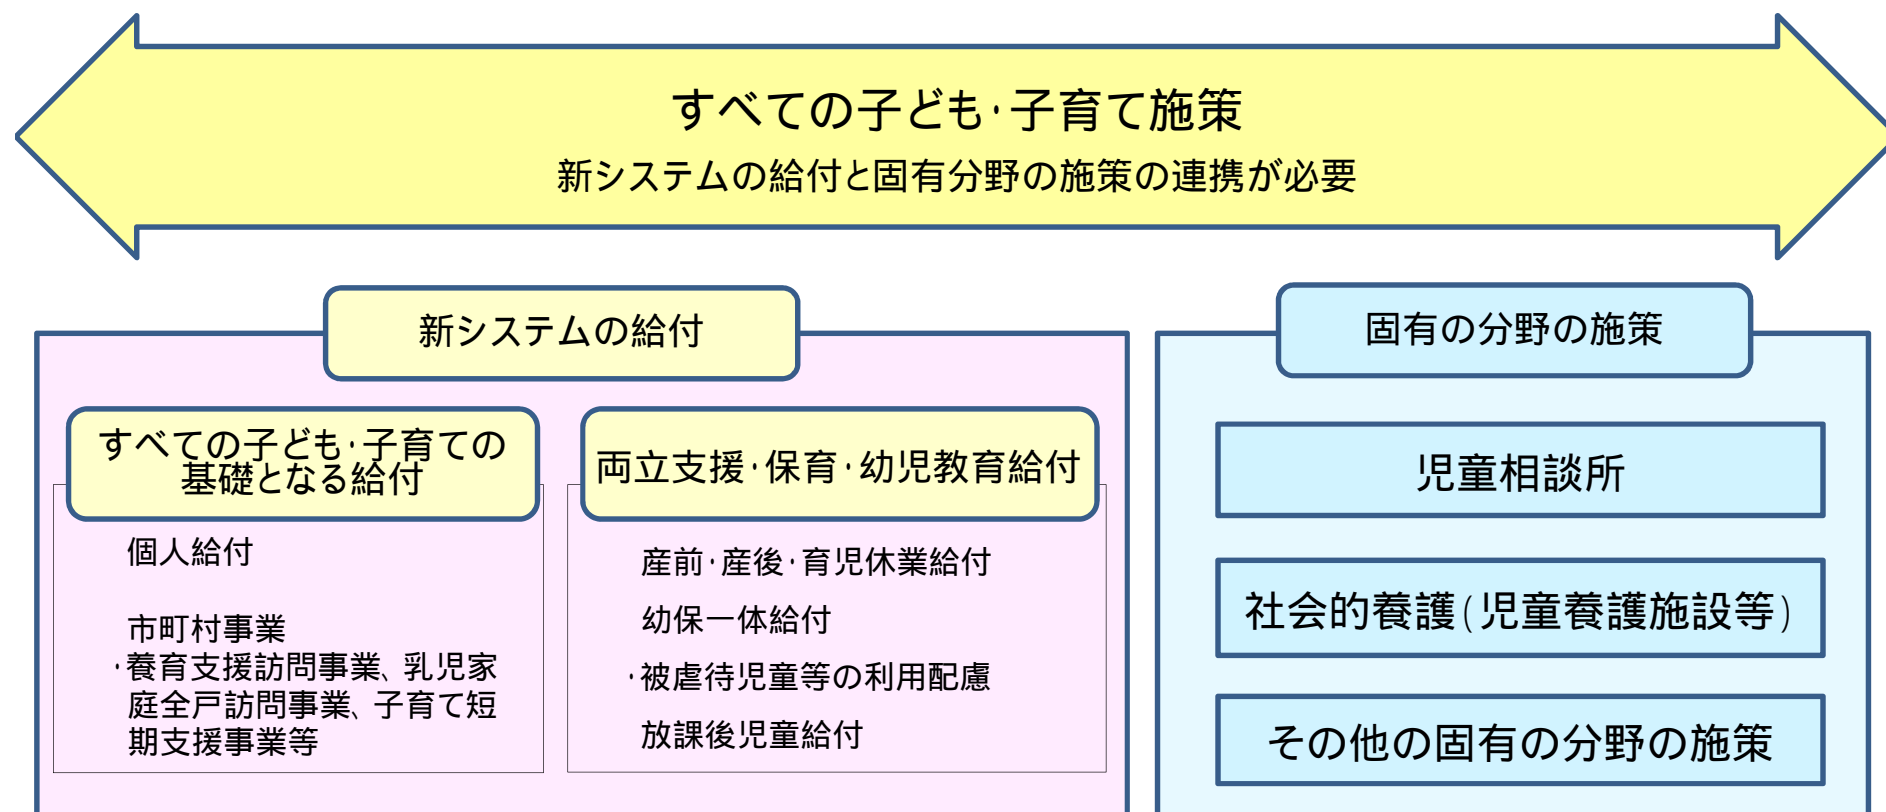 すべての子ども・子育て施策
新システムの給付と固有分野の施策の連携が必要
新システムの給付
すべての子ども・子育ての
基礎となる給付
個人給付
市町村事業
・養育支援訪問事業、乳児家
庭全戸訪問事業、子育て短
期支援事業等
両立支援・保育・幼児教育給付
産前・産後・育児休業給付
幼保一体給付
・被虐待児童等の利用配慮
放課後児童給付
固有の分野の施策
児童相談所
社会的養護(児童養護施設等)
その他の固有の分野の施策